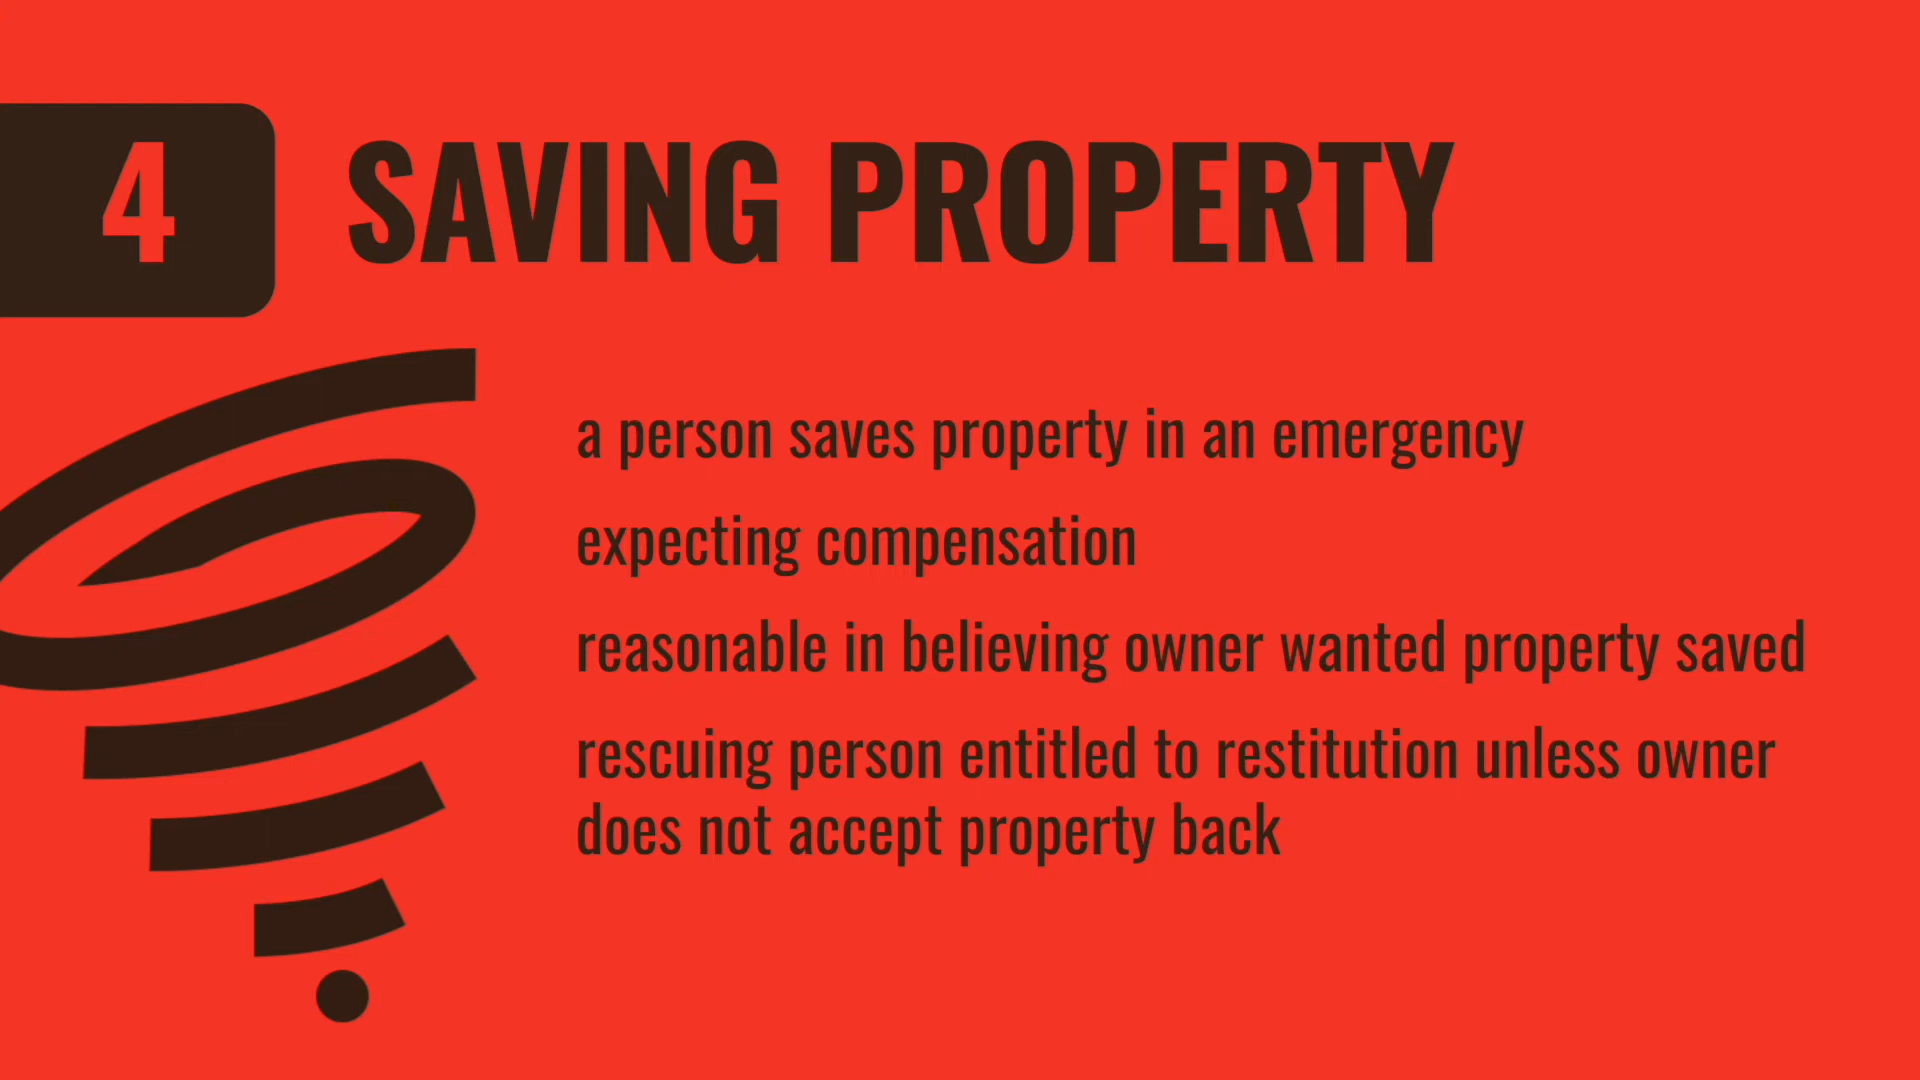 4
SAVING PROPERTY
a person saves property in an emergency
expecting compensation
reasonable in believing owner wanted property saved
rescuing person entitled to restitution unless owner
does not accept property back